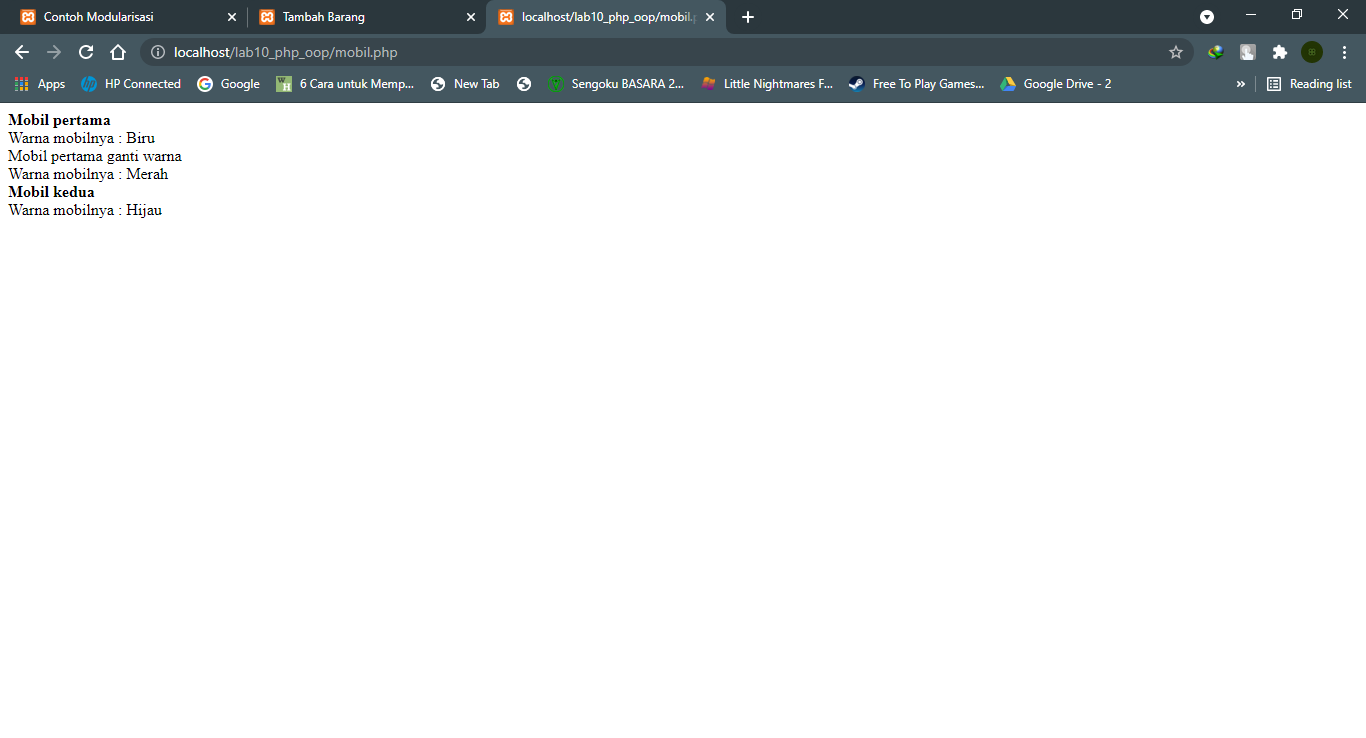 Contoh Modularisasi
Tambah Barang
localhost/lab10_php_oop/mobil.p
localhost/lab10_php_oop/mobil.php
Apps
HP Connected
Google
6 Cara untuk Memp...
New Tab
Sengoku BASARA 2...
Little Nightmares F...
Free To Play Games...
Google Drive - 2
»
Reading list
Mobil pertama
Warna mobilnya : Biru
Mobil pertama ganti warna
Warna mobilnya : Merah
Mobil kedua
Warna mobilnya : Hijau